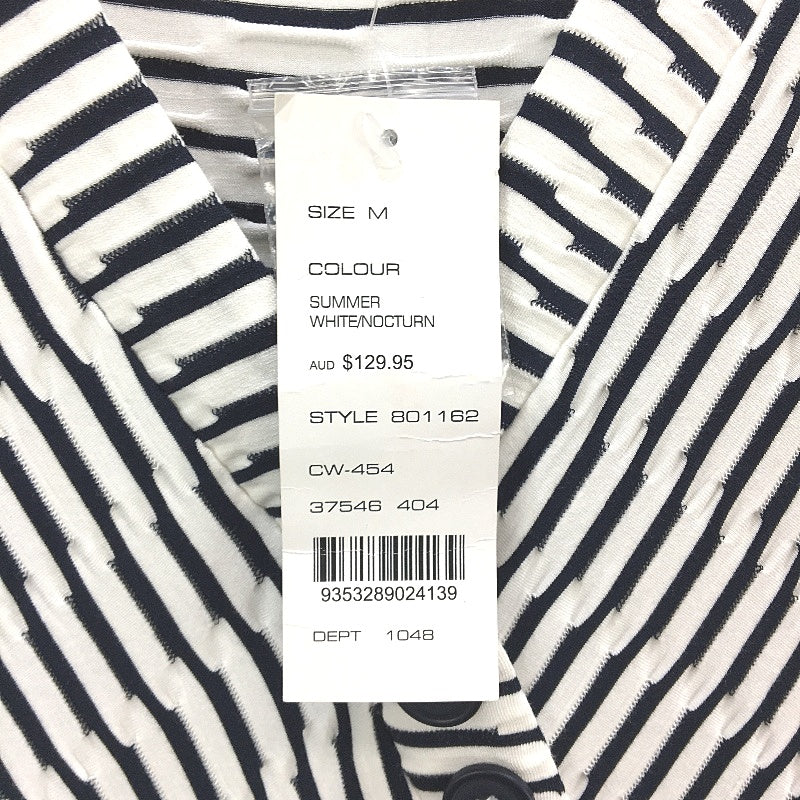 SIZE M
COLOUR
SUMMER
WHITE/NOCTURN
AUD $129.95
STYLE 801162
CW-454
37546 404
9353289024139
DEPT 1048